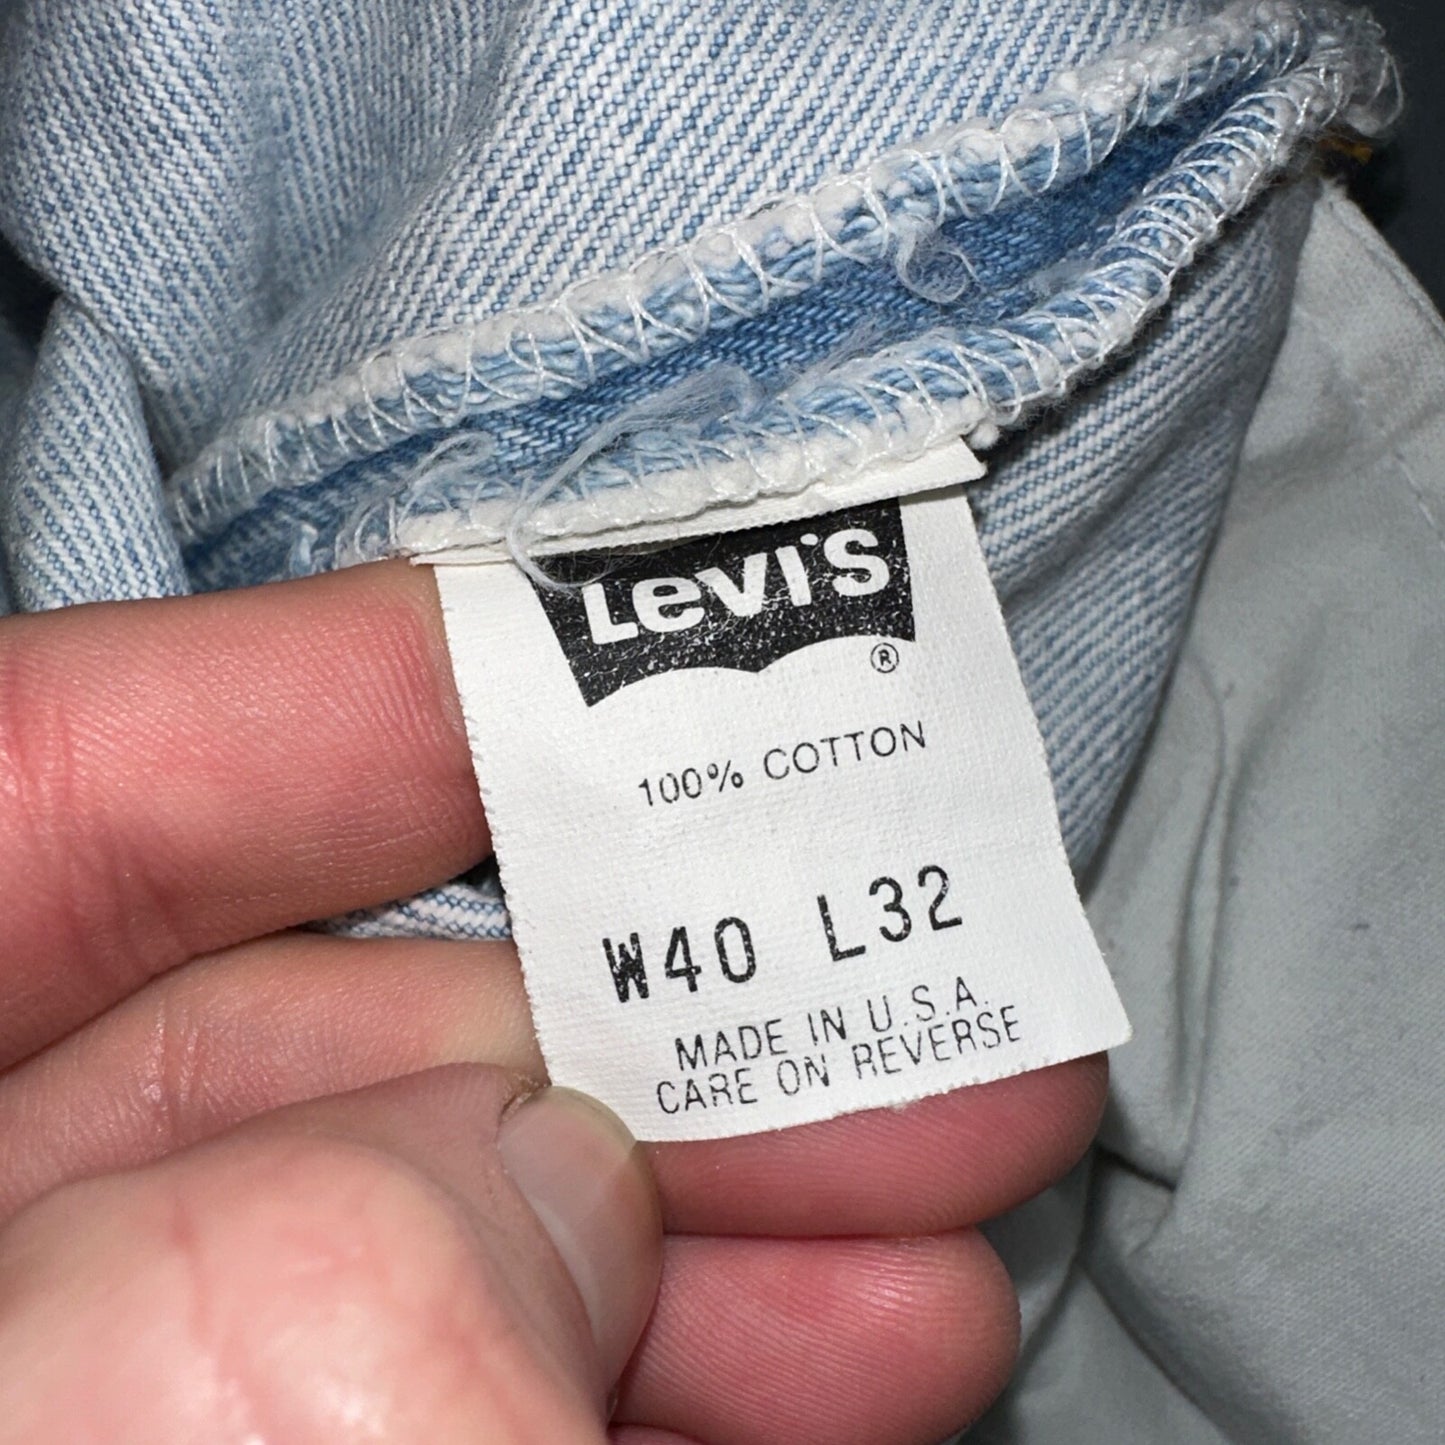 Levi's
®
100% COTTON
W40 L32
MADE IN U.S.A.
CARE ON REVERSE